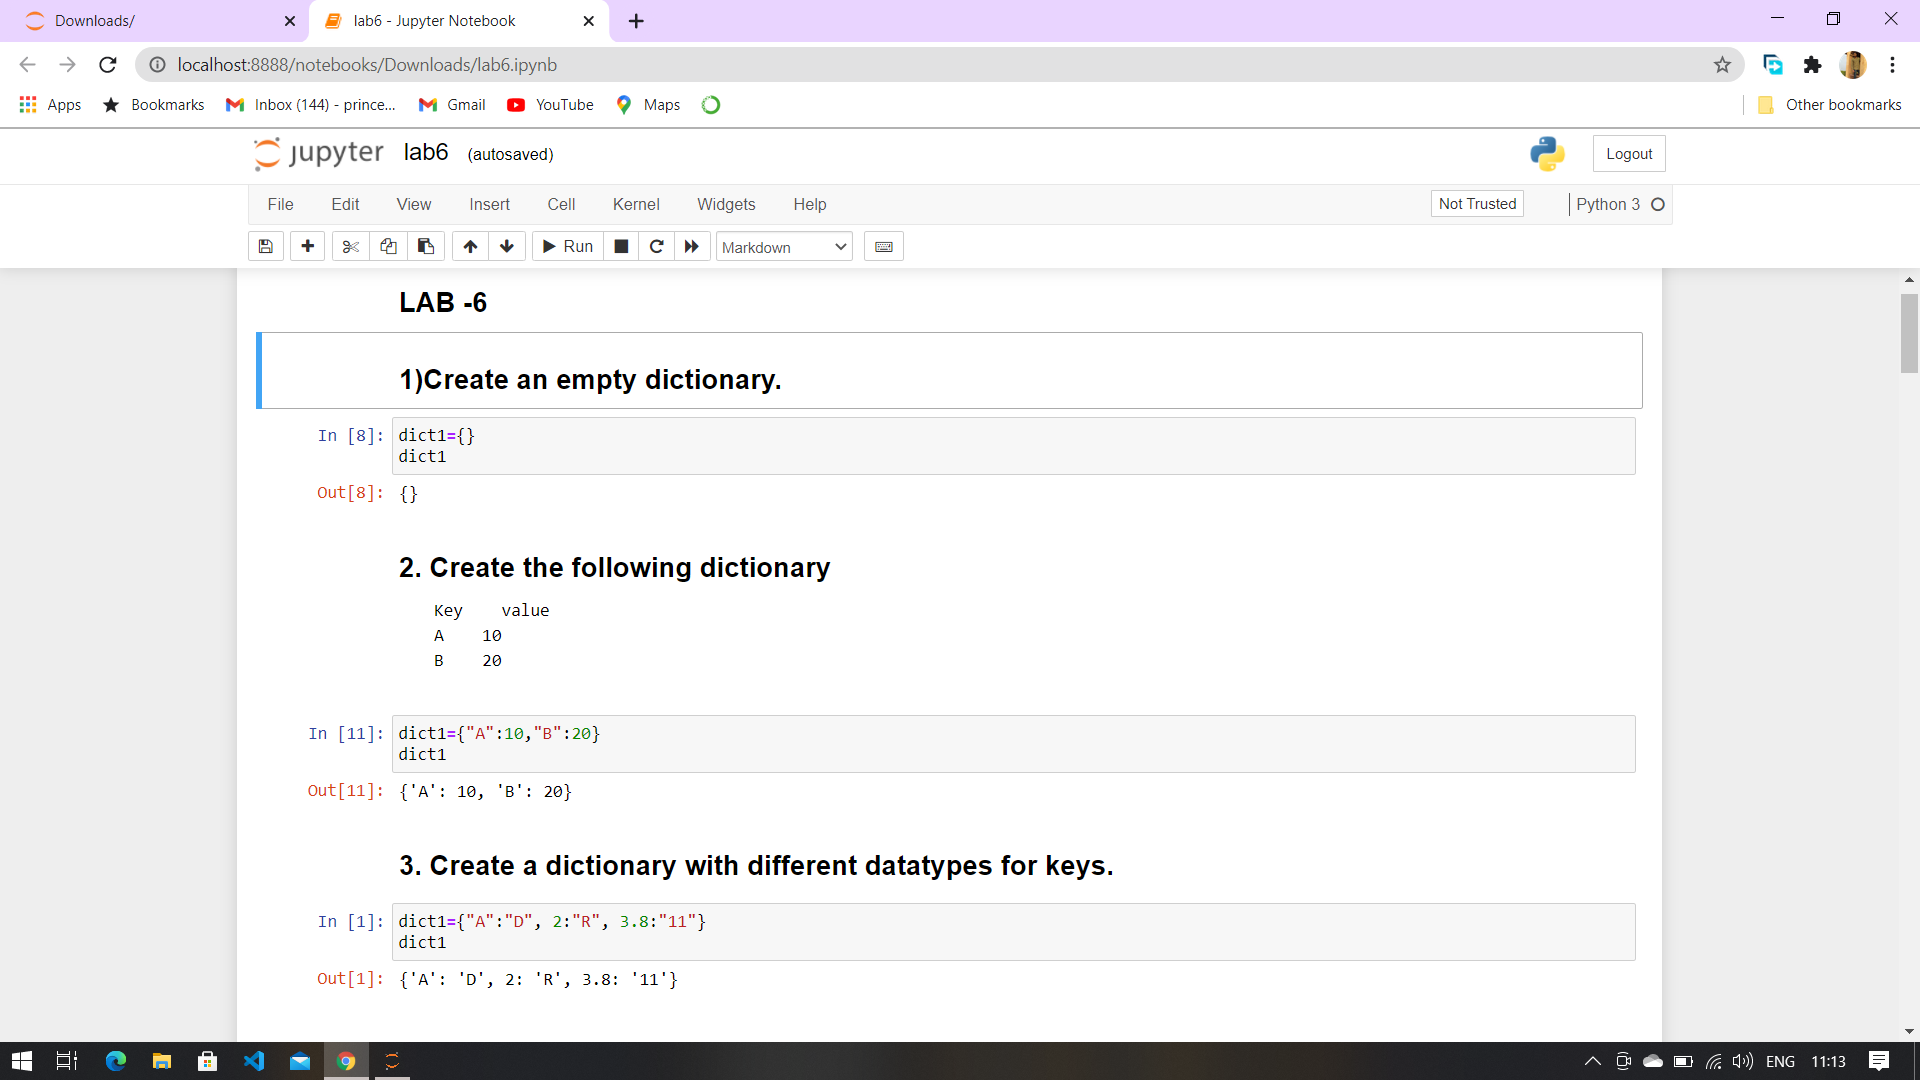 Downloads/
lab6 - Jupyter Notebook
localhost:8888/notebooks/Downloads/lab6.ipynb
Apps
Bookmarks
Inbox (144) - prince...
Gmail
YouTube
Maps
Other bookmarks
jupyter
lab6
(autosaved)
Logout
File
Edit
View
Insert
Cell
Kernel
Widgets
Help
Not Trusted
Python 3
Run
Markdown
LAB -6
1)Create an empty dictionary.
In [8]:
dict1={}
dict1
Out[8]:
{}
2. Create the following dictionary
Key    value
A    10
B    20
In [11]:
dict1={"A":10,"B":20}
dict1
Out[11]:
{'A': 10, 'B': 20}
3. Create a dictionary with different datatypes for keys.
In [1]:
dict1={"A":"D", 2:"R", 3.8:"11"}
dict1
Out[1]:
{'A': 'D', 2: 'R', 3.8: '11'}
ENG
11:13